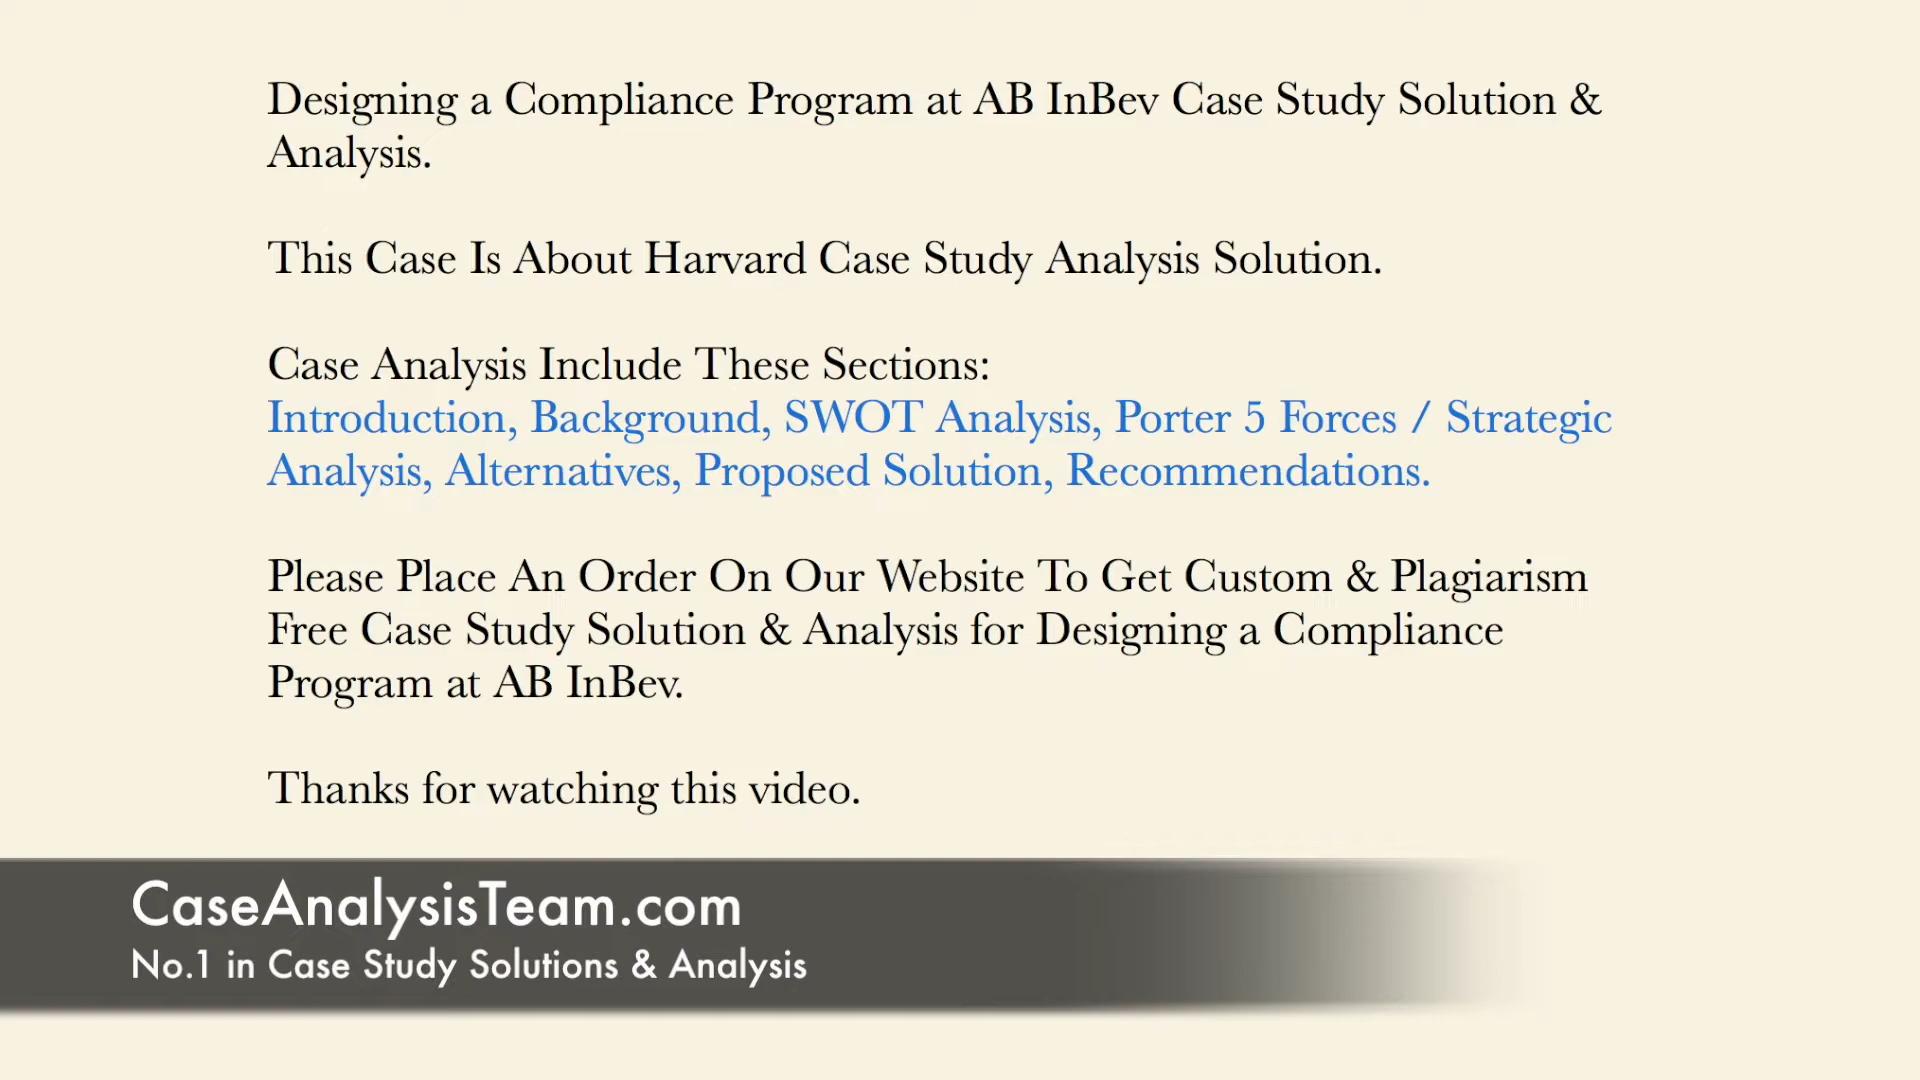 Designing a Compliance Program at AB InBev Case Study Solution &
Analysis.
This Case Is About Harvard Case Study Analysis Solution.
Case Analysis Include These Sections:
Introduction, Background, SWOT Analysis, Porter 5 Forces / Strategic
Analysis, Alternatives, Proposed Solution, Recommendations.
Please Place An Order On Our Website To Get Custom & Plagiarism
Free Case Study Solution & Analysis for Designing a Compliance
Program at AB InBev.
Thanks for watching this video.
CaseAnalysisTeam.com
No.1 in Case Study Solutions & Analysis